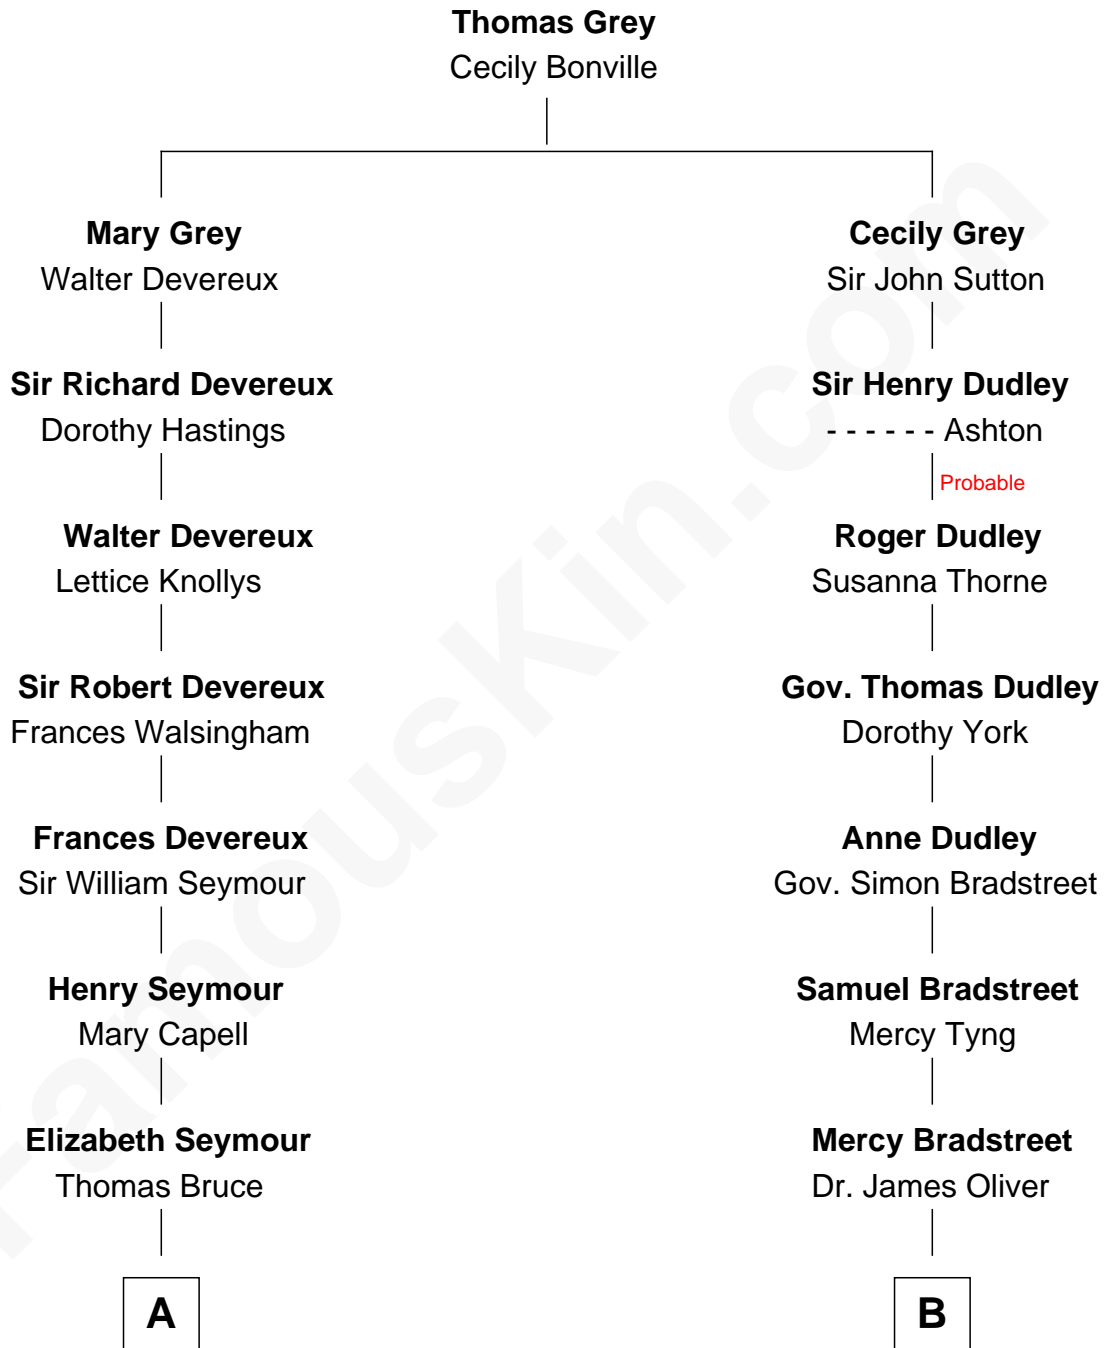 Thomas Grey
Cecily Bonville
Mary Grey
Walter Devereux
Cecily Grey
Sir John Sutton
Sir Richard Devereux
Dorothy Hastings
Sir Henry Dudley
- - - - - - Ashton
Probable
Walter Devereux
Lettice Knollys
Roger Dudley
Susanna Thorne
Sir Robert Devereux
Frances Walsingham
Gov. Thomas Dudley
Dorothy York
Frances Devereux
Sir William Seymour
Anne Dudley
Gov. Simon Bradstreet
Henry Seymour
Mary Capell
Samuel Bradstreet
Mercy Tyng
Elizabeth Seymour
Thomas Bruce
Mercy Bradstreet
Dr. James Oliver
A
B
FamousKin.com